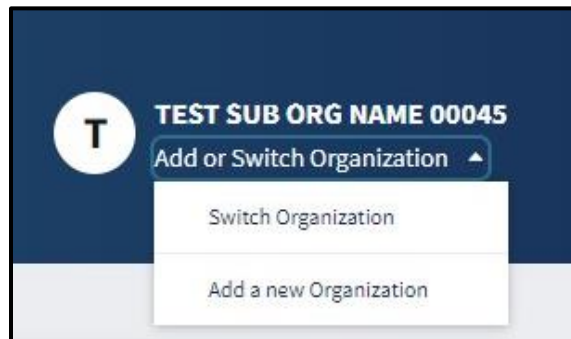 T
TEST SUB ORG NAME 00045
Add or Switch Organization
Switch Organization
Add a new Organization